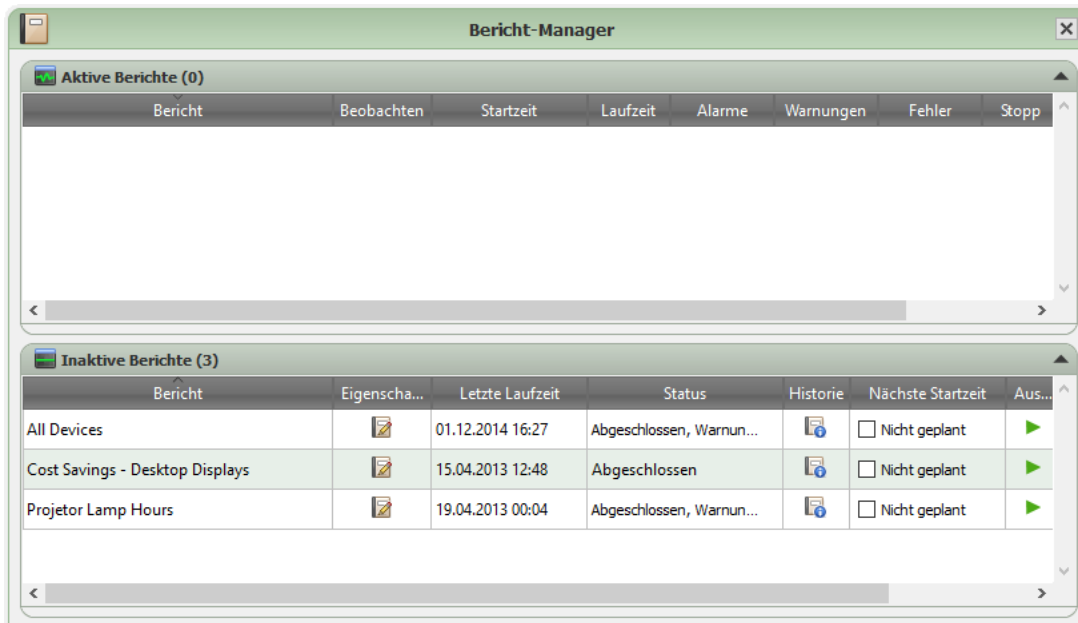 Bericht-Manager
Aktive Berichte (0)
Bericht Beobachten Startzeit Laufzeit Alarme Warnungen Fehler Stopp
Inaktive Berichte (3)
Bericht Eigenscha... Letzte Laufzeit Status Historie Nächste Startzeit Aus...
All Devices 01.12.2014 16:27 Abgeschlossen, Warnun... Nicht geplant
Cost Savings - Desktop Displays 15.04.2013 12:48 Abgeschlossen Nicht geplant
Projetor Lamp Hours 19.04.2013 00:04 Abgeschlossen, Warnun... Nicht geplant